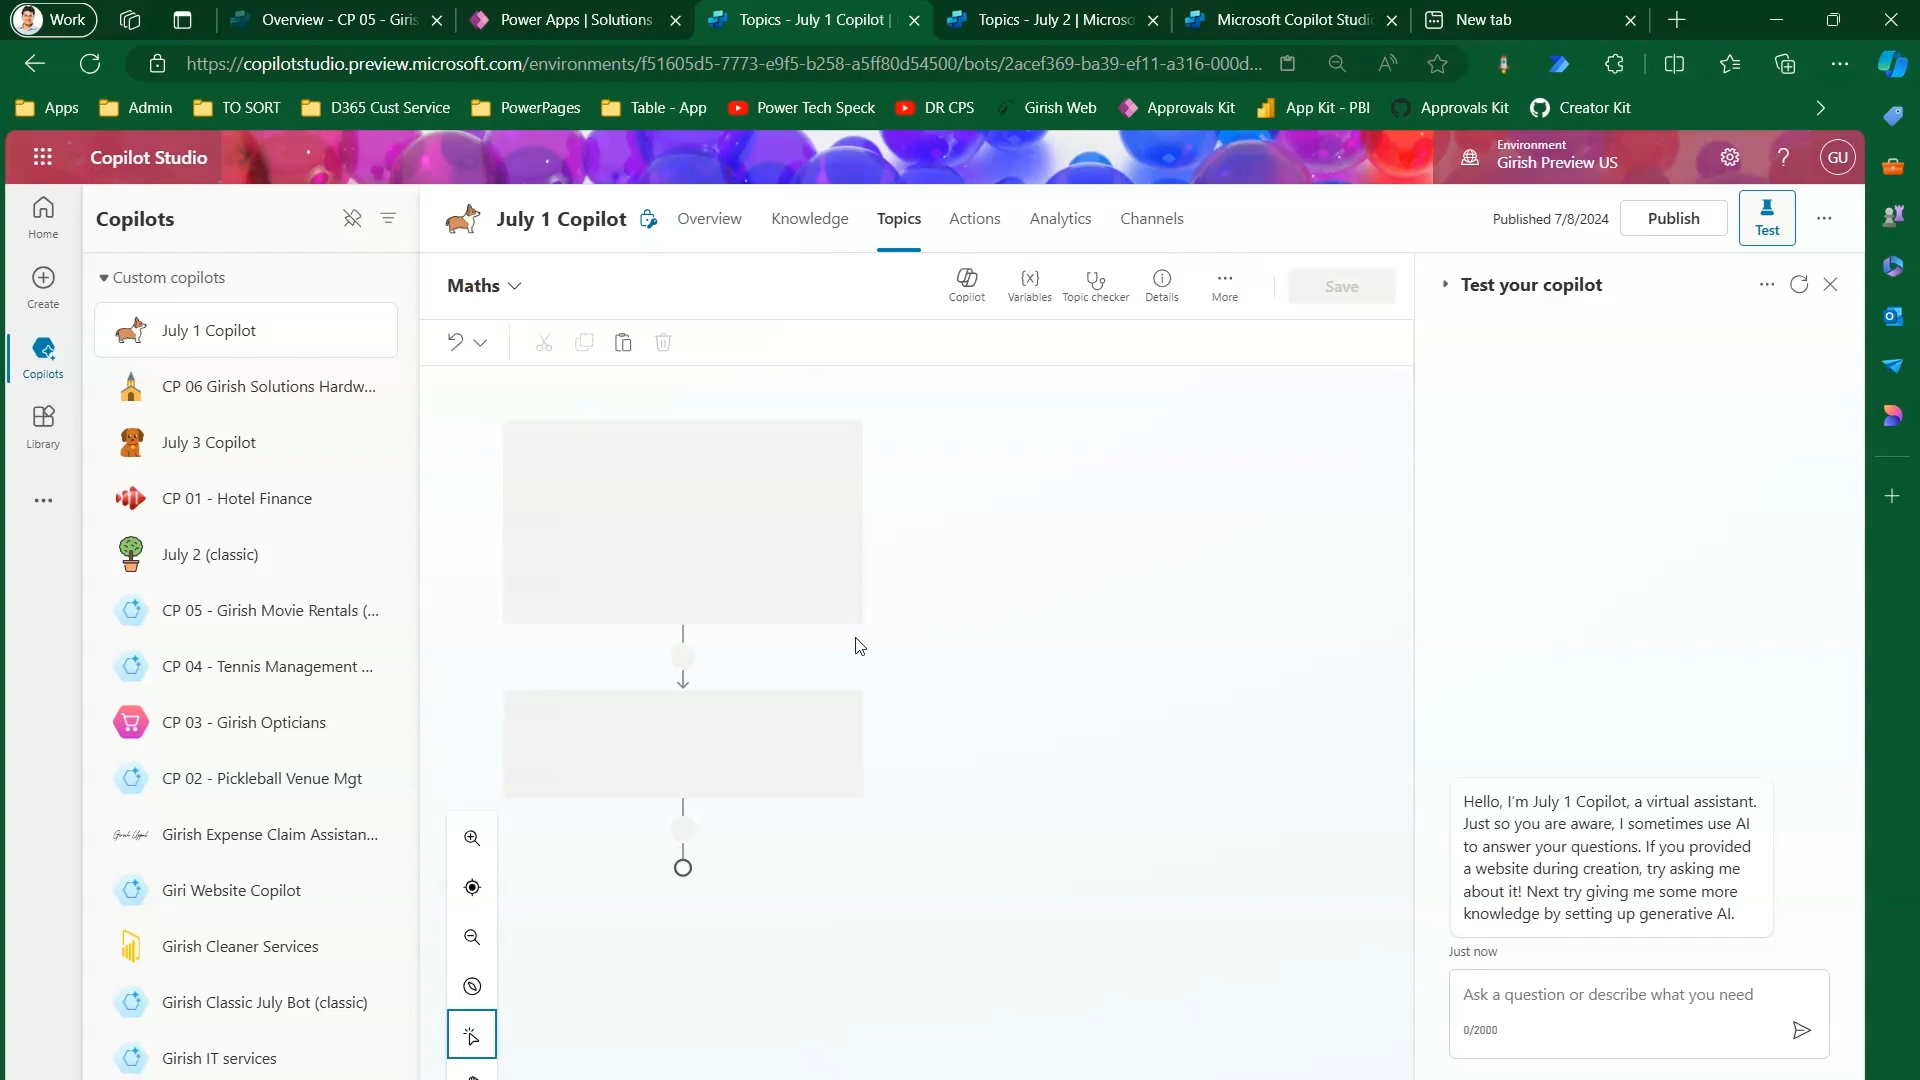 Work
Overview - CP 05 - Giris
Power Apps | Solutions
Topics - July 1 Copilot |
Topics - July 2 | Microso
Microsoft Copilot Studi
New tab
https://copilotstudio.preview.microsoft.com/environments/f51605d5-7773-e9f5-b258-a5ff80d54500/bots/2acef369-ba39-ef11-a316-000d...
Apps
Admin
TO SORT
D365 Cust Service
PowerPages
Table - App
Power Tech Speck
DR CPS
Girish Web
Approvals Kit
App Kit - PBI
Approvals Kit
Creator Kit
Copilot Studio
Environment
Girish Preview US
GU
Home
Create
Copilots
Library
Copilots
Custom copilots
July 1 Copilot
CP 06 Girish Solutions Hardw...
July 3 Copilot
CP 01 - Hotel Finance
July 2 (classic)
CP 05 - Girish Movie Rentals (...
CP 04 - Tennis Management ...
CP 03 - Girish Opticians
CP 02 - Pickleball Venue Mgt
Girish Expense Claim Assistan...
Giri Website Copilot
Girish Cleaner Services
Girish Classic July Bot (classic)
Girish IT services
July 1 Copilot
Overview
Knowledge
Topics
Actions
Analytics
Channels
Published 7/8/2024
Publish
Test
Maths
Copilot
Variables
Topic checker
Details
More
Save
Test your copilot
Hello, I'm July 1 Copilot, a virtual assistant.
Just so you are aware, I sometimes use AI
to answer your questions. If you provided
a website during creation, try asking me
about it! Next try giving me some more
knowledge by setting up generative AI.
Just now
Ask a question or describe what you need
0/2000